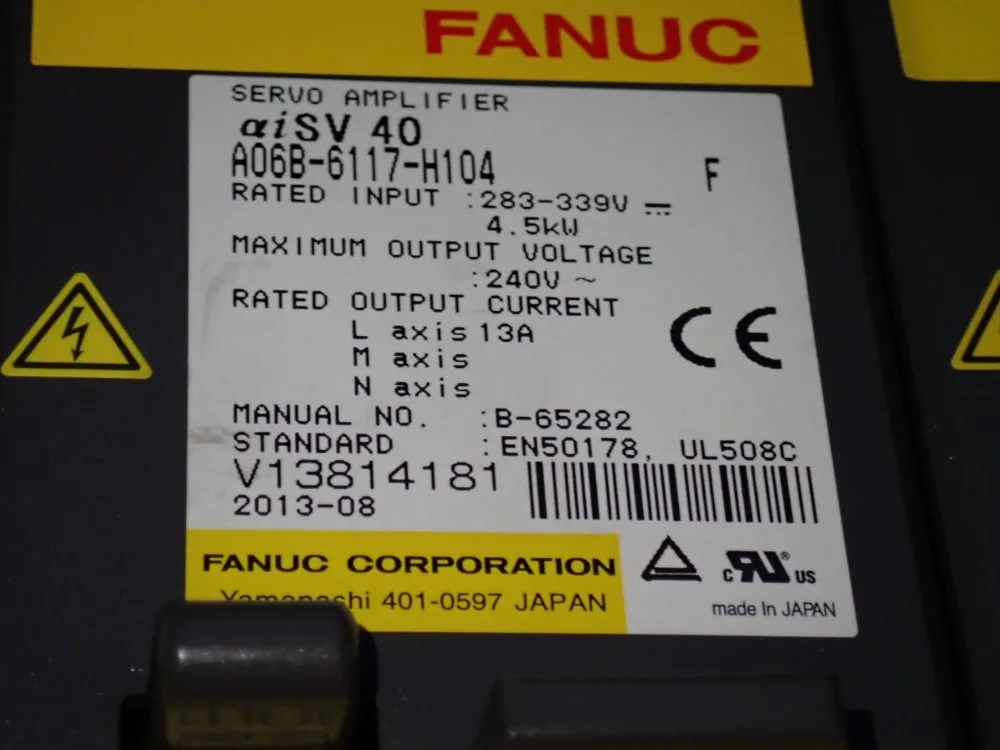 FANUC
SERVO AMPLIFIER
αiSV 40
A06B-6117-H104 F
RATED INPUT :283-339V
4.5kW
MAXIMUM OUTPUT VOLTAGE
:240V ~
RATED OUTPUT CURRENT
L axis 13A
M axis
N axis
CE
MANUAL NO. :B-65282
STANDARD :EN50178, UL508C
V13814181
2013-08
FANUC CORPORATION
401-0597 JAPAN
c RU ® US
made In JAPAN